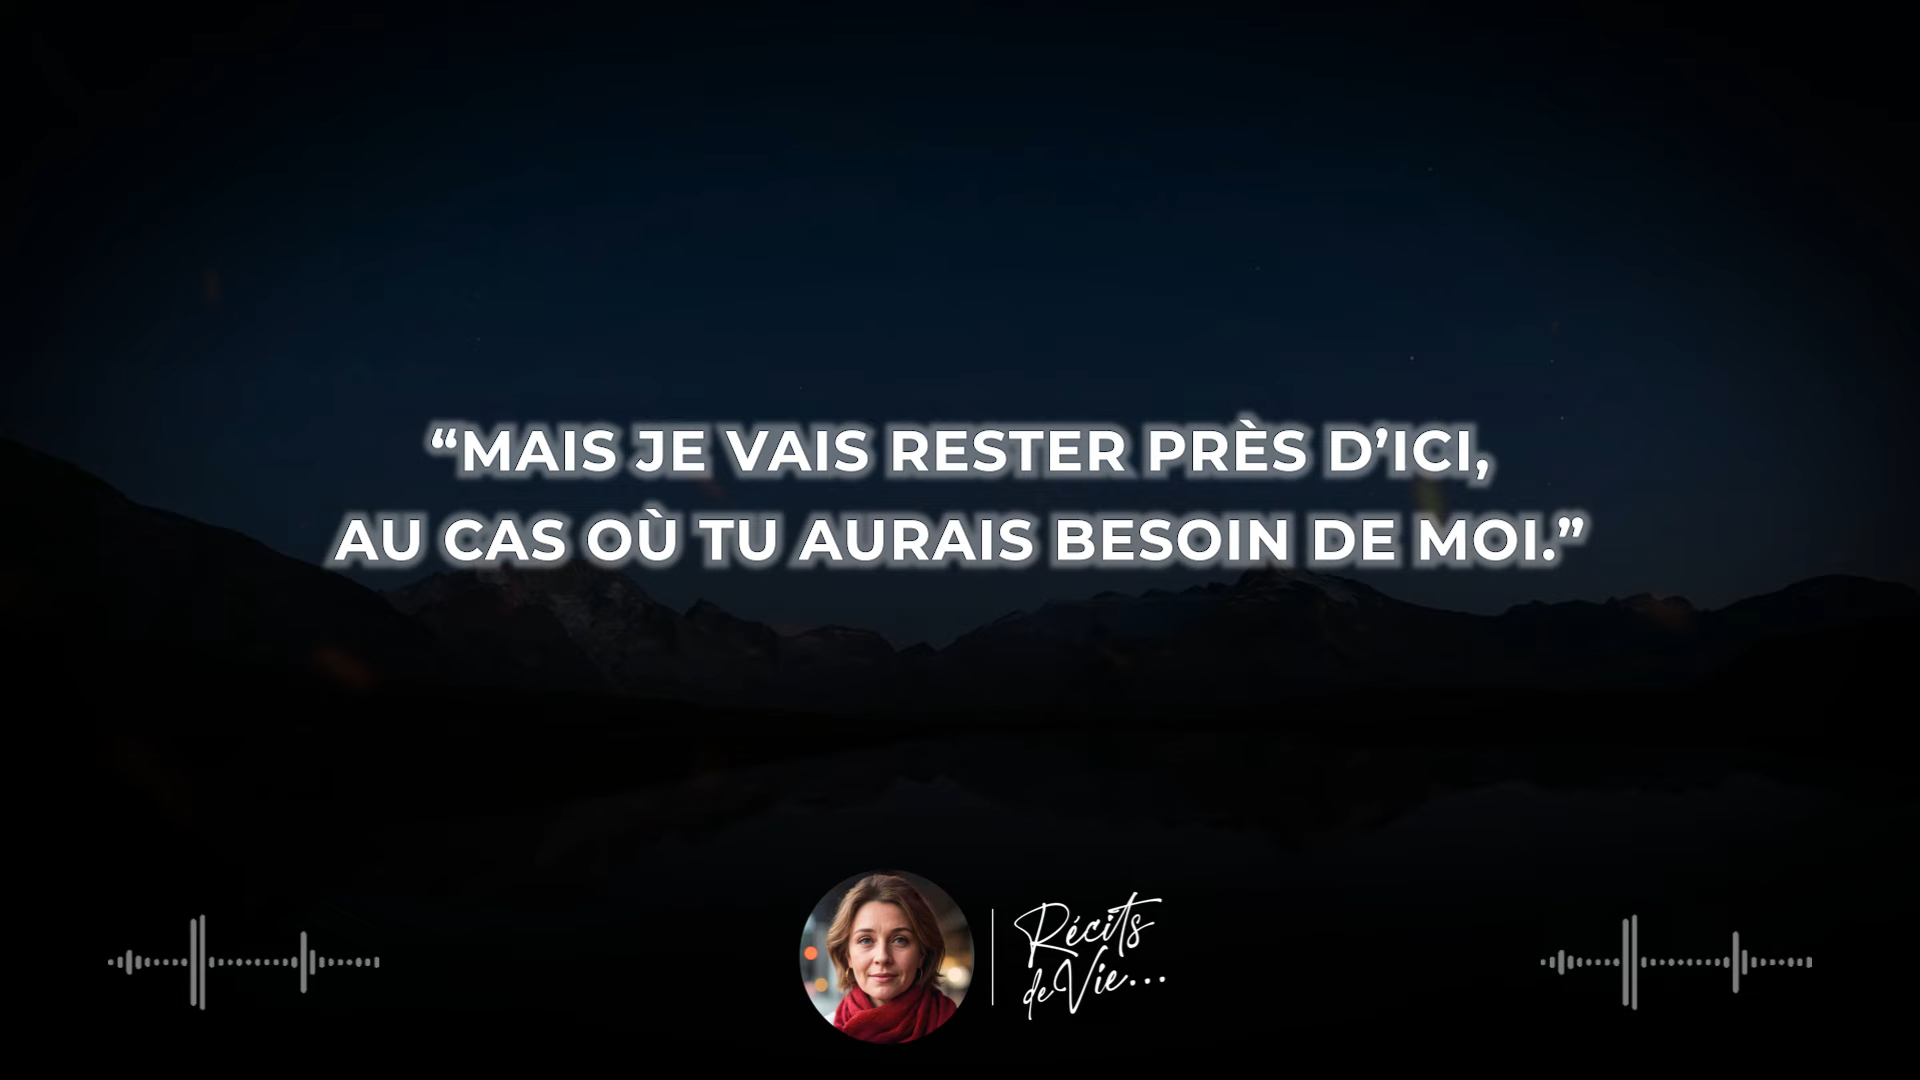 “MAIS JE VAIS RESTER PRÈS D’ICI,
AU CAS OÙ TU AURAIS BESOIN DE MOI.”
Récits
de Vie...